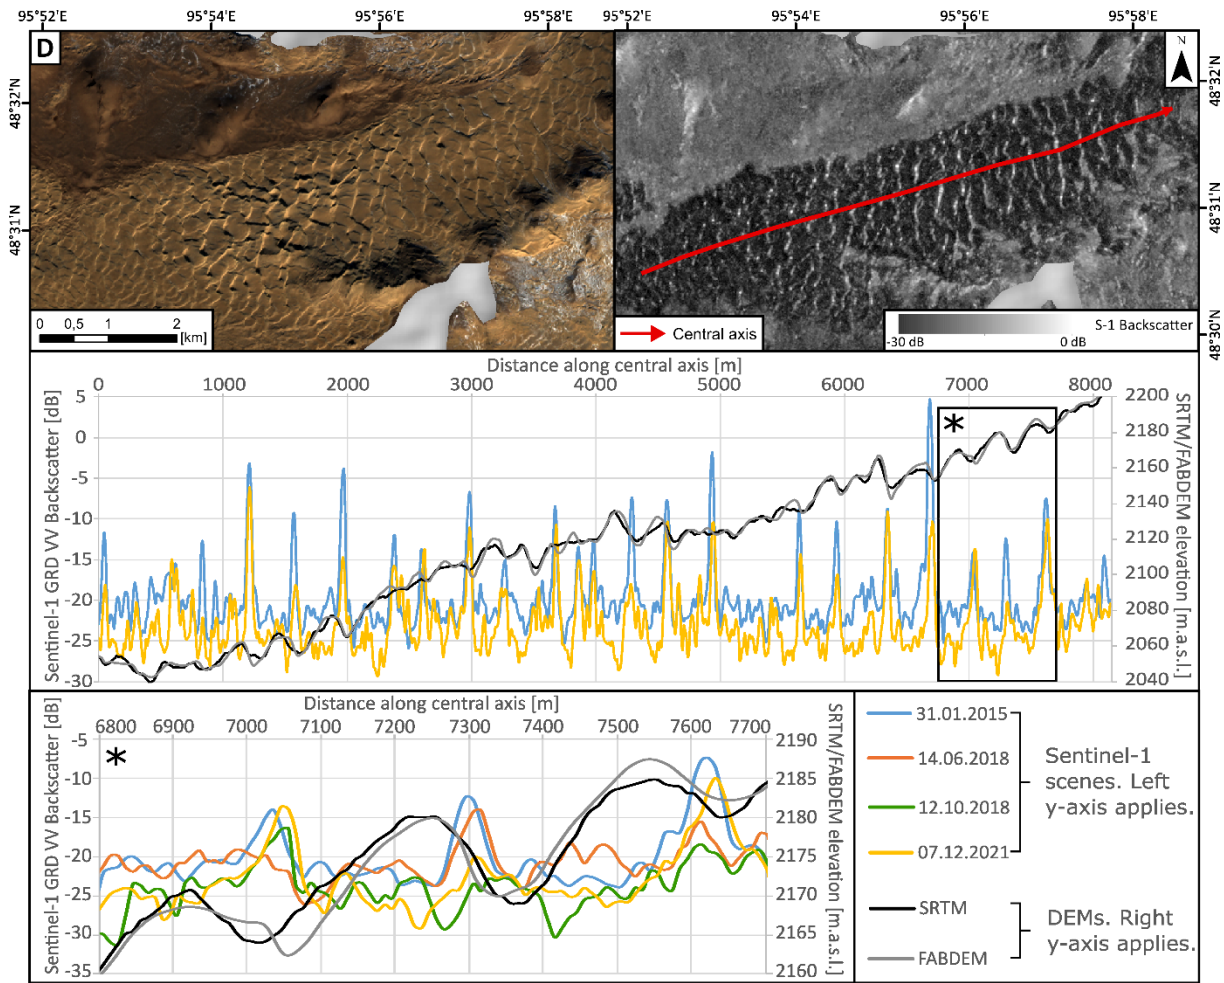 95°52'E 95°54'E 95°56'E 95°58'E 95°52'E 95°54'E 95°56'E 95°58'E
D
N
48°32'N 48°32'N
48°31'N 48°31'N
48°30'N
0 0,5 1 2
[km]
Central axis
S-1 Backscatter
-30 dB 0 dB
Distance along central axis [m]
0 1000 2000 3000 4000 5000 6000 7000 8000
Sentinel-1 GRD VV Backscatter [dB]
5
0
-5
-10
-15
-20
-25
-30
*
2200
2180
2160
2140
2120
2100
2080
2060
2040
SRTM/FABDEM elevation [m.a.s.l.]
Distance along central axis [m]
6800 6900 7000 7100 7200 7300 7400 7500 7600 7700
Sentinel-1 GRD VV Backscatter [dB]
-5
-10
-15
-20
-25
-30
-35
*
2190
2185
2180
2175
2170
2165
2160
SRTM/FABDEM elevation [m.a.s.l.]
31.01.2015
14.06.2018
12.10.2018
07.12.2021
Sentinel-1
scenes. Left
y-axis applies.
SRTM
FABDEM
DEMs. Right
y-axis applies.